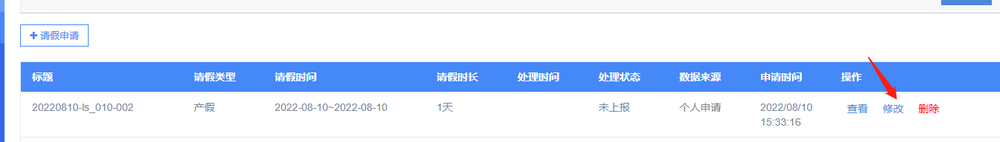 + 请假申请
标题 请假类型 请假时间 请假时长 处理时间 处理状态 数据来源 申请时间 操作
20220810-ls_010-002 产假 2022-08-10~2022-08-10 1天 未上报 个人申请 2022/08/10 15:33:16 查看 修改 删除